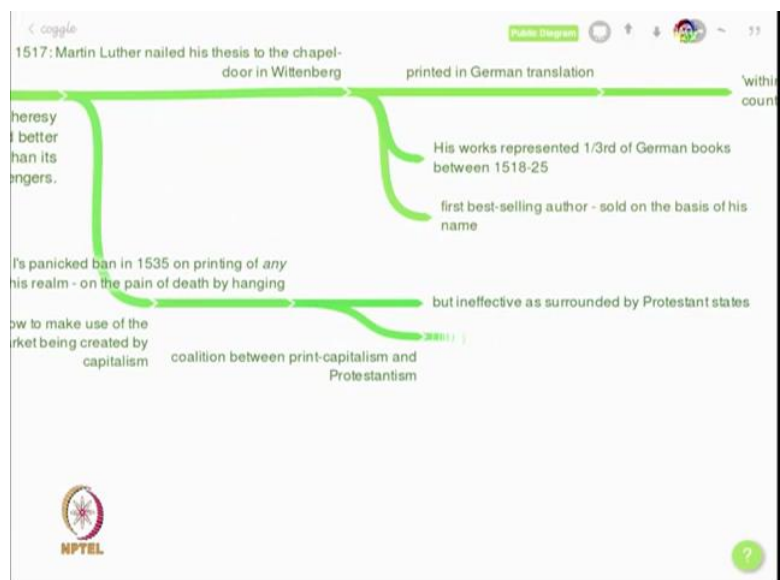 coggle
Public Diagram
1517: Martin Luther nailed his thesis to the chapel-
door in Wittenberg
printed in German translation
'withi
count
heresy
better
han its
engers.
His works represented 1/3rd of German books
between 1518-25
first best-selling author - sold on the basis of his
name
I's panicked ban in 1535 on printing of any
his realm - on the pain of death by hanging
but ineffective as surrounded by Protestant states
ow to make use of the
rket being created by
capitalism
coalition between print-capitalism and
Protestantism
NPTEL
?